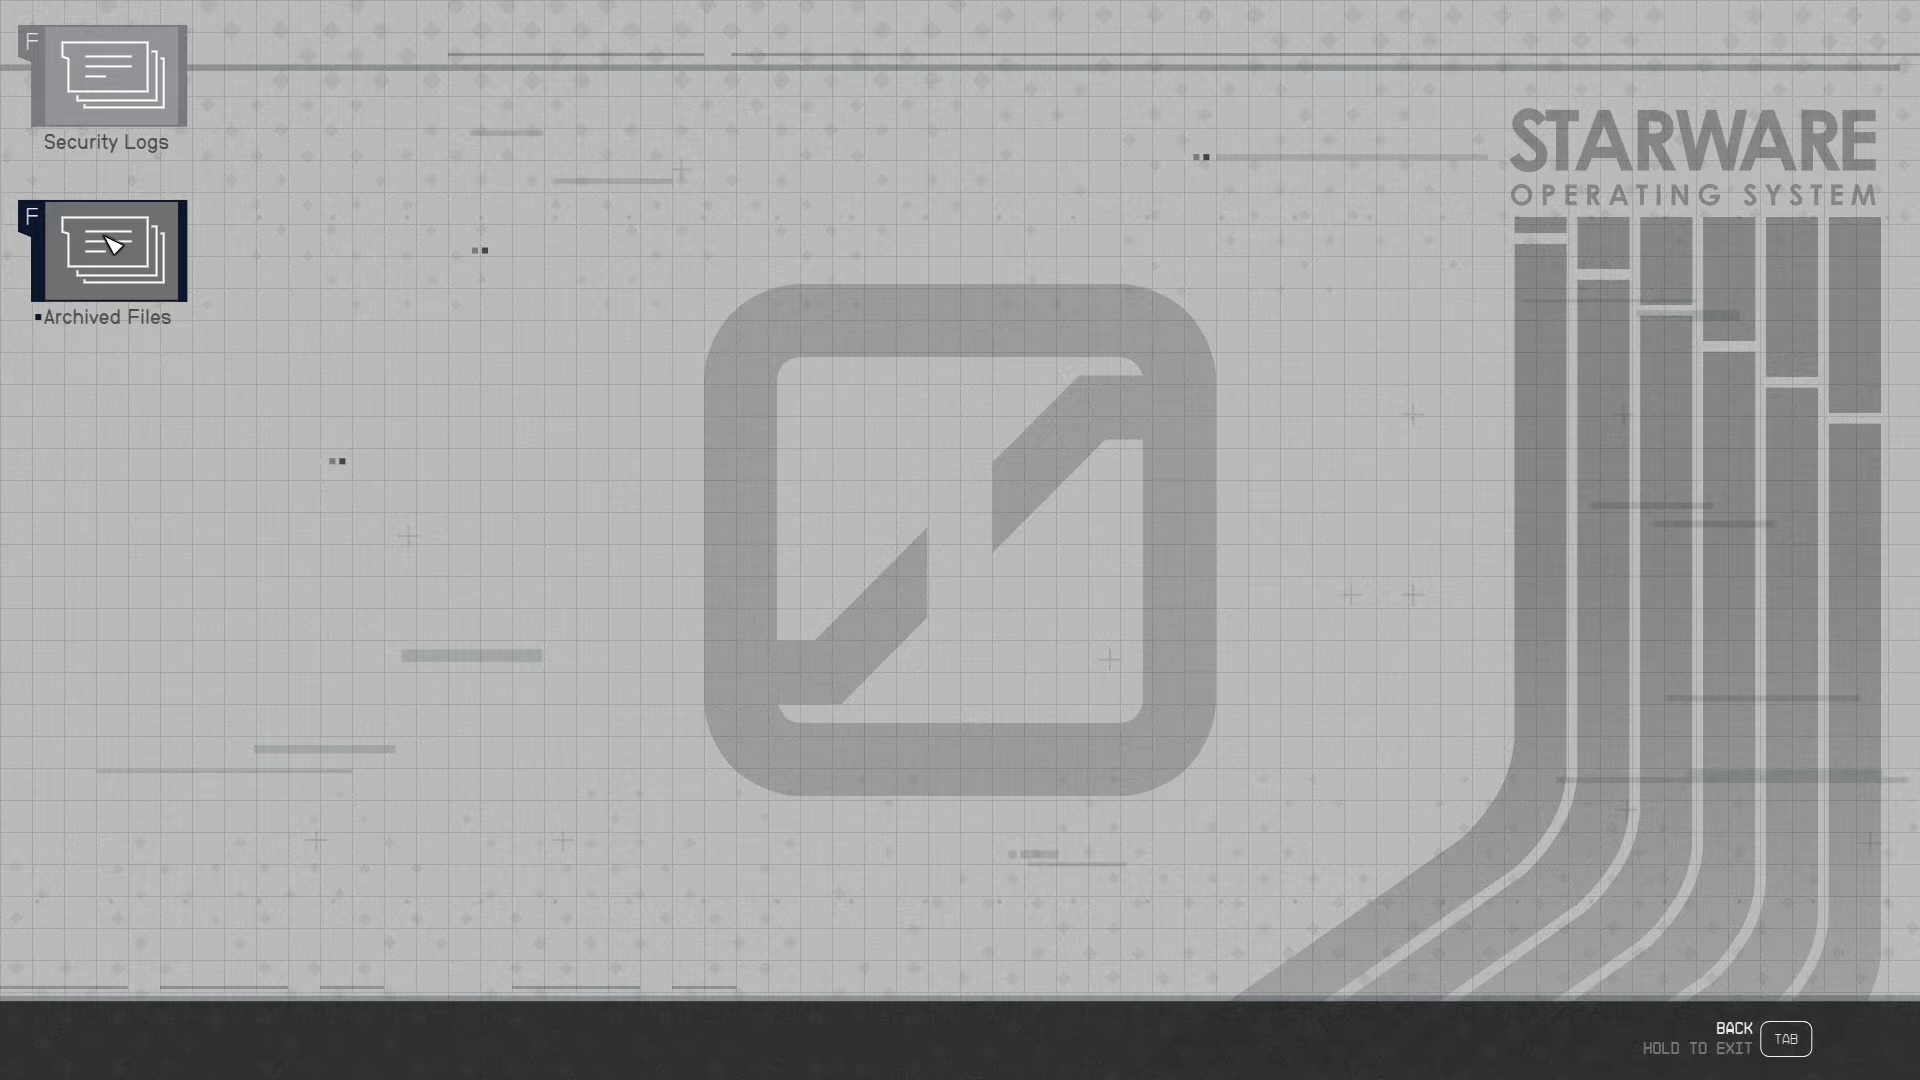 F
Security Logs
F
Archived Files
STARWARE
OPERATING SYSTEM
BACK
HOLD TO EXIT
TAB